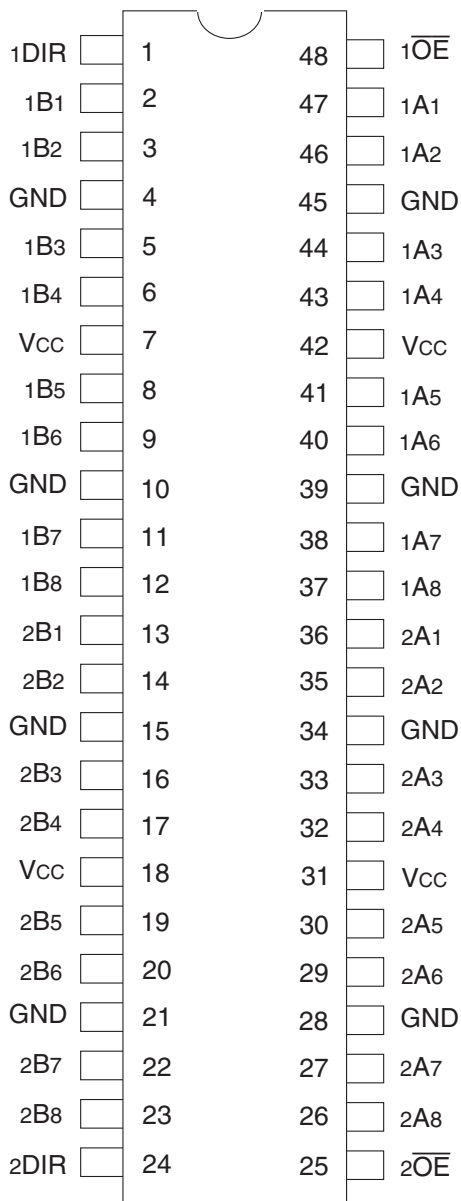 1DIR 1 48 1O̅E̅
1B1 2 47 1A1
1B2 3 46 1A2
GND 4 45 GND
1B3 5 44 1A3
1B4 6 43 1A4
VCC 7 42 VCC
1B5 8 41 1A5
1B6 9 40 1A6
GND 10 39 GND
1B7 11 38 1A7
1B8 12 37 1A8
2B1 13 36 2A1
2B2 14 35 2A2
GND 15 34 GND
2B3 16 33 2A3
2B4 17 32 2A4
VCC 18 31 VCC
2B5 19 30 2A5
2B6 20 29 2A6
GND 21 28 GND
2B7 22 27 2A7
2B8 23 26 2A8
2DIR 24 25 2O̅E̅